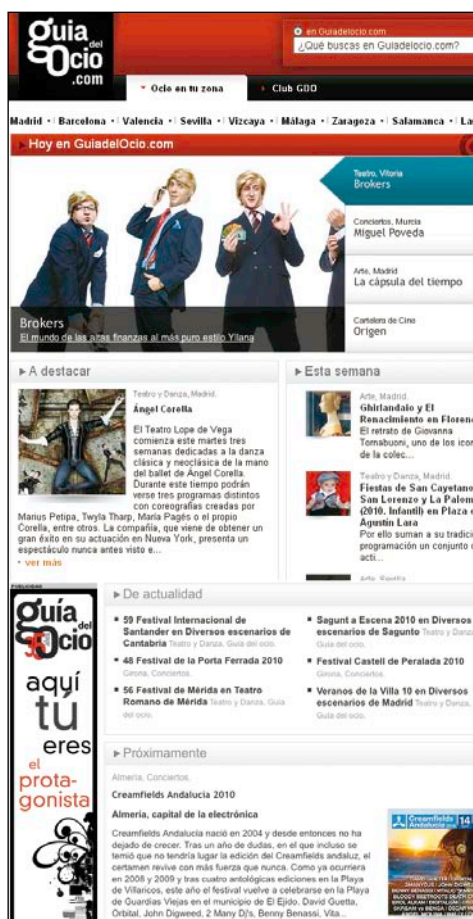 guía del Ocio .com
en Guiadelocio.com
¿Qué buscas en Guiadelocio.com?
Ocio en tu zona
Club GDO
Madrid Barcelona Valencia Sevilla Vizcaya Málaga Zaragoza Salamanca
Hoy en GuiadelOcio.com
Teatro, Vitoria
Brokers
Conciertos, Murcia
Miguel Poveda
Arte, Madrid
La cápsula del tiempo
Cartelera de Cine
Origen
Brokers
El mundo de las altas finanzas al más puro estilo Yllana
A destacar
Teatro y Danza, Madrid.
Ángel Corella
El Teatro Lope de Vega
comienza este martes tres
semanas dedicadas a la danza
clásica y neoclásica de la mano
del ballet de Ángel Corella.
Durante este tiempo podrán
verse tres programas distintos
con coreografías creadas por
Marius Petipa, Twyla Tharp, María Pagés o el propio
Corella, entre otros. La compañía, que viene de obtener un
gran éxito en su actuación en Nueva York, presenta un
espectáculo nunca antes visto e...
ver más
Esta semana
Arte, Madrid.
Ghirlandaio y El
Renacimiento en Floren
El retrato de Giovanna
Tornabuoni, uno de los icon
de la colec...
Teatro y Danza, Madrid.
Fiestas de San Cayetano
San Lorenzo y La Palom
(2010. Infantil) en Plaza
Agustín Lara
Por ello suman a su tradici
programación un conjunto
acti...
Arte, Sevilla
PUBLICIDAD
guía del Ocio
aquí
tú
eres
el
prota-
gonista
De actualidad
59 Festival Internacional de
Santander en Diversos escenarios de
Cantabria Teatro y Danza, Guía del ocio.
48 Festival de la Porta Ferrada 2010
Girona, Conciertos.
56 Festival de Mérida en Teatro
Romano de Mérida Teatro y Danza, Guía
del ocio.
Sagunt a Escena 2010 en Diversos
escenarios de Sagunto Teatro y Danza,
Guía del ocio.
Festival Castell de Peralada 2010
Girona, Conciertos.
Veranos de la Villa 10 en Diversos
escenarios de Madrid Teatro y Danza,
Guía del ocio.
Próximamente
Almería, Conciertos.
Creamfields Andalucía 2010
Almería, capital de la electrónica
Creamfields Andalucía nació en 2004 y desde entonces no ha
dejado de crecer. Tras un año de dudas, en el que incluso se
temió que no tendría lugar la edición del Creamfields andaluz, el
certamen revive con más fuerza que nunca. Como ya ocurriera
en 2008 y 2009 y tras cuatro antológicas ediciones en la Playa
de Villaricos, este año el festival vuelve a celebrarse en la Playa
de Guardias Viejas en el municipio de El Ejido. David Guetta,
Orbital, John Digweed, 2 Many Dj's, Benny Benassi, Vita...
Creamfields
Andalucía
14